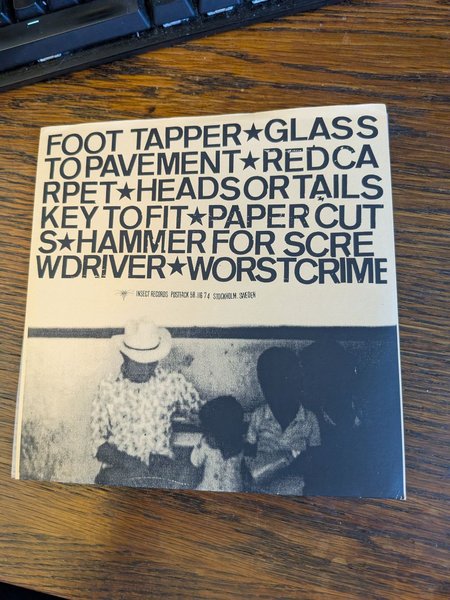 FOOT TAPPER★GLASS
TO PAVEMENT★RED CA
RPET★HEADS OR TAILS
KEY TO FIT★PAPER CUT
S★HAMMER FOR SCRE
WDRIVER★WORST CRIME
INSECT RECORDS POSTFACK 58. 116 74 STOCKHOLM. SWEDEN